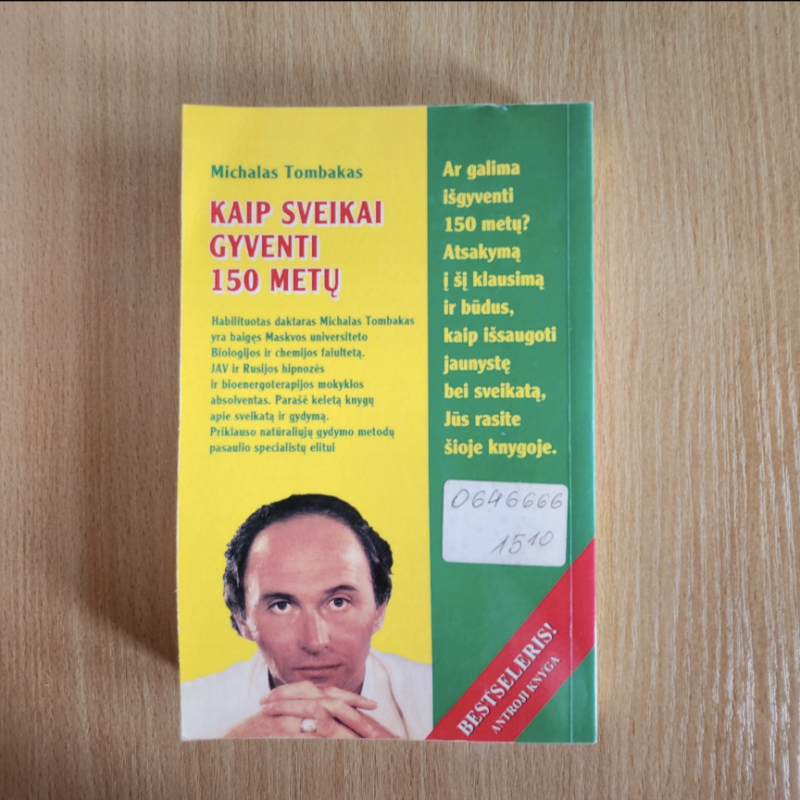 Michalas Tombakas
KAIP SVEIKAI
GYVENTI
150 METŲ
Habilituotas daktaras Michalas Tombakas
yra baigęs Maskvos universiteto
Biologijos ir chemijos falultetą.
JAV ir Rusijos hipnozės
ir bioenergoterapijos mokyklos
absolventas. Parašė keletą knygų
apie sveikatą ir gydymą.
Priklauso natūraliųjų gydymo metodų
pasaulio specialistų elitui
Ar galima
išgyventi
150 metų?
Atsakymą
į šį klausimą
ir būdus,
kaip išsaugoti
jaunystę
bei sveikatą,
Jūs rasite
šioje knygoje.
0646666
15 10
BESTSELERIS!
ANTROJI KNYGA